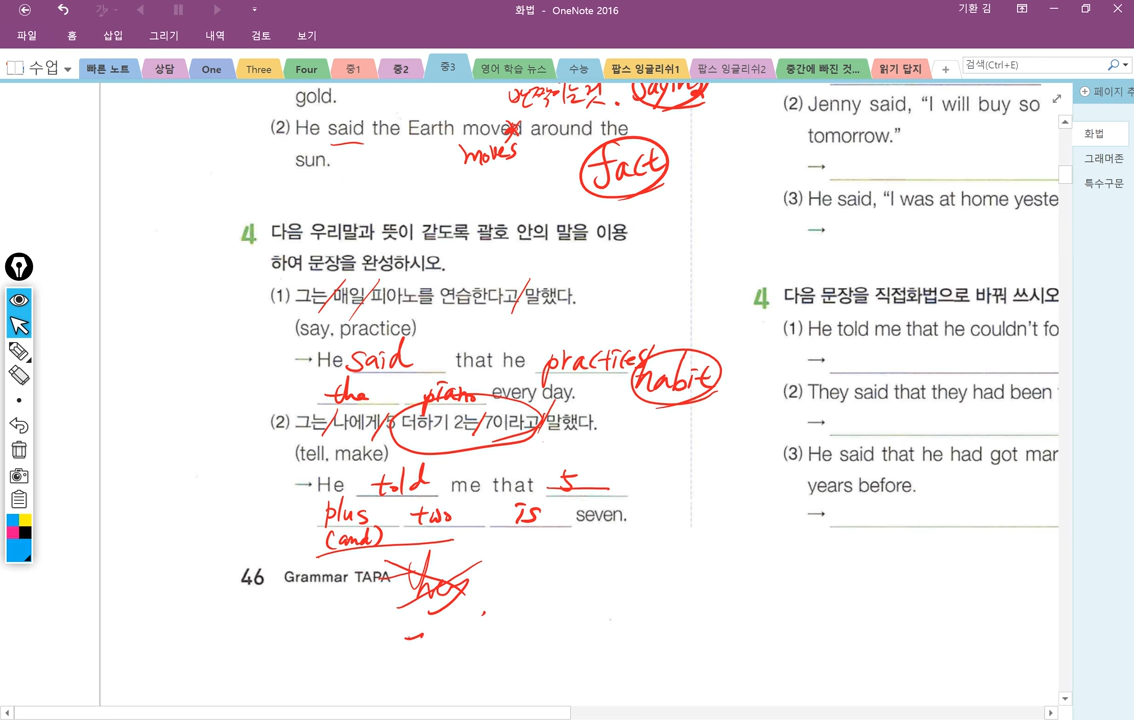 화법 - OneNote 2016
기환 김
파일 홈 삽입 그리기 내역 검토 보기
수업 빠른 노트 상담 One Three Four 중1 중2 중3 영어 학습 뉴스 수능 팝스 잉글리쉬1 팝스 잉글리쉬2 중간에 빠진 것... 읽기 답지 +
검색(Ctrl+E)
페이지 추
화법
그래머존
특수구문
gold.
(2) He said the Earth moved around the
moves
sun.
fact
4 다음 우리말과 뜻이 같도록 괄호 안의 말을 이용
하여 문장을 완성하시오.
(1) 그는 매일 피아노를 연습한다고 말했다.
(say, practice)
→ He said that he practices
habit
the piano every day.
(2) 그는 나에게 5 더하기 2는 7이라고 말했다.
(tell, make)
→ He told me that 5
plus two is seven.
(and)
46 Grammar TAPA
(2) Jenny said, “I will buy so
tomorrow.”
→
(3) He said, “I was at home yeste
→
4 다음 문장을 직접화법으로 바꿔 쓰시오
(1) He told me that he couldn't fo
→
(2) They said that they had been
→
(3) He said that he had got mar
years before.
→